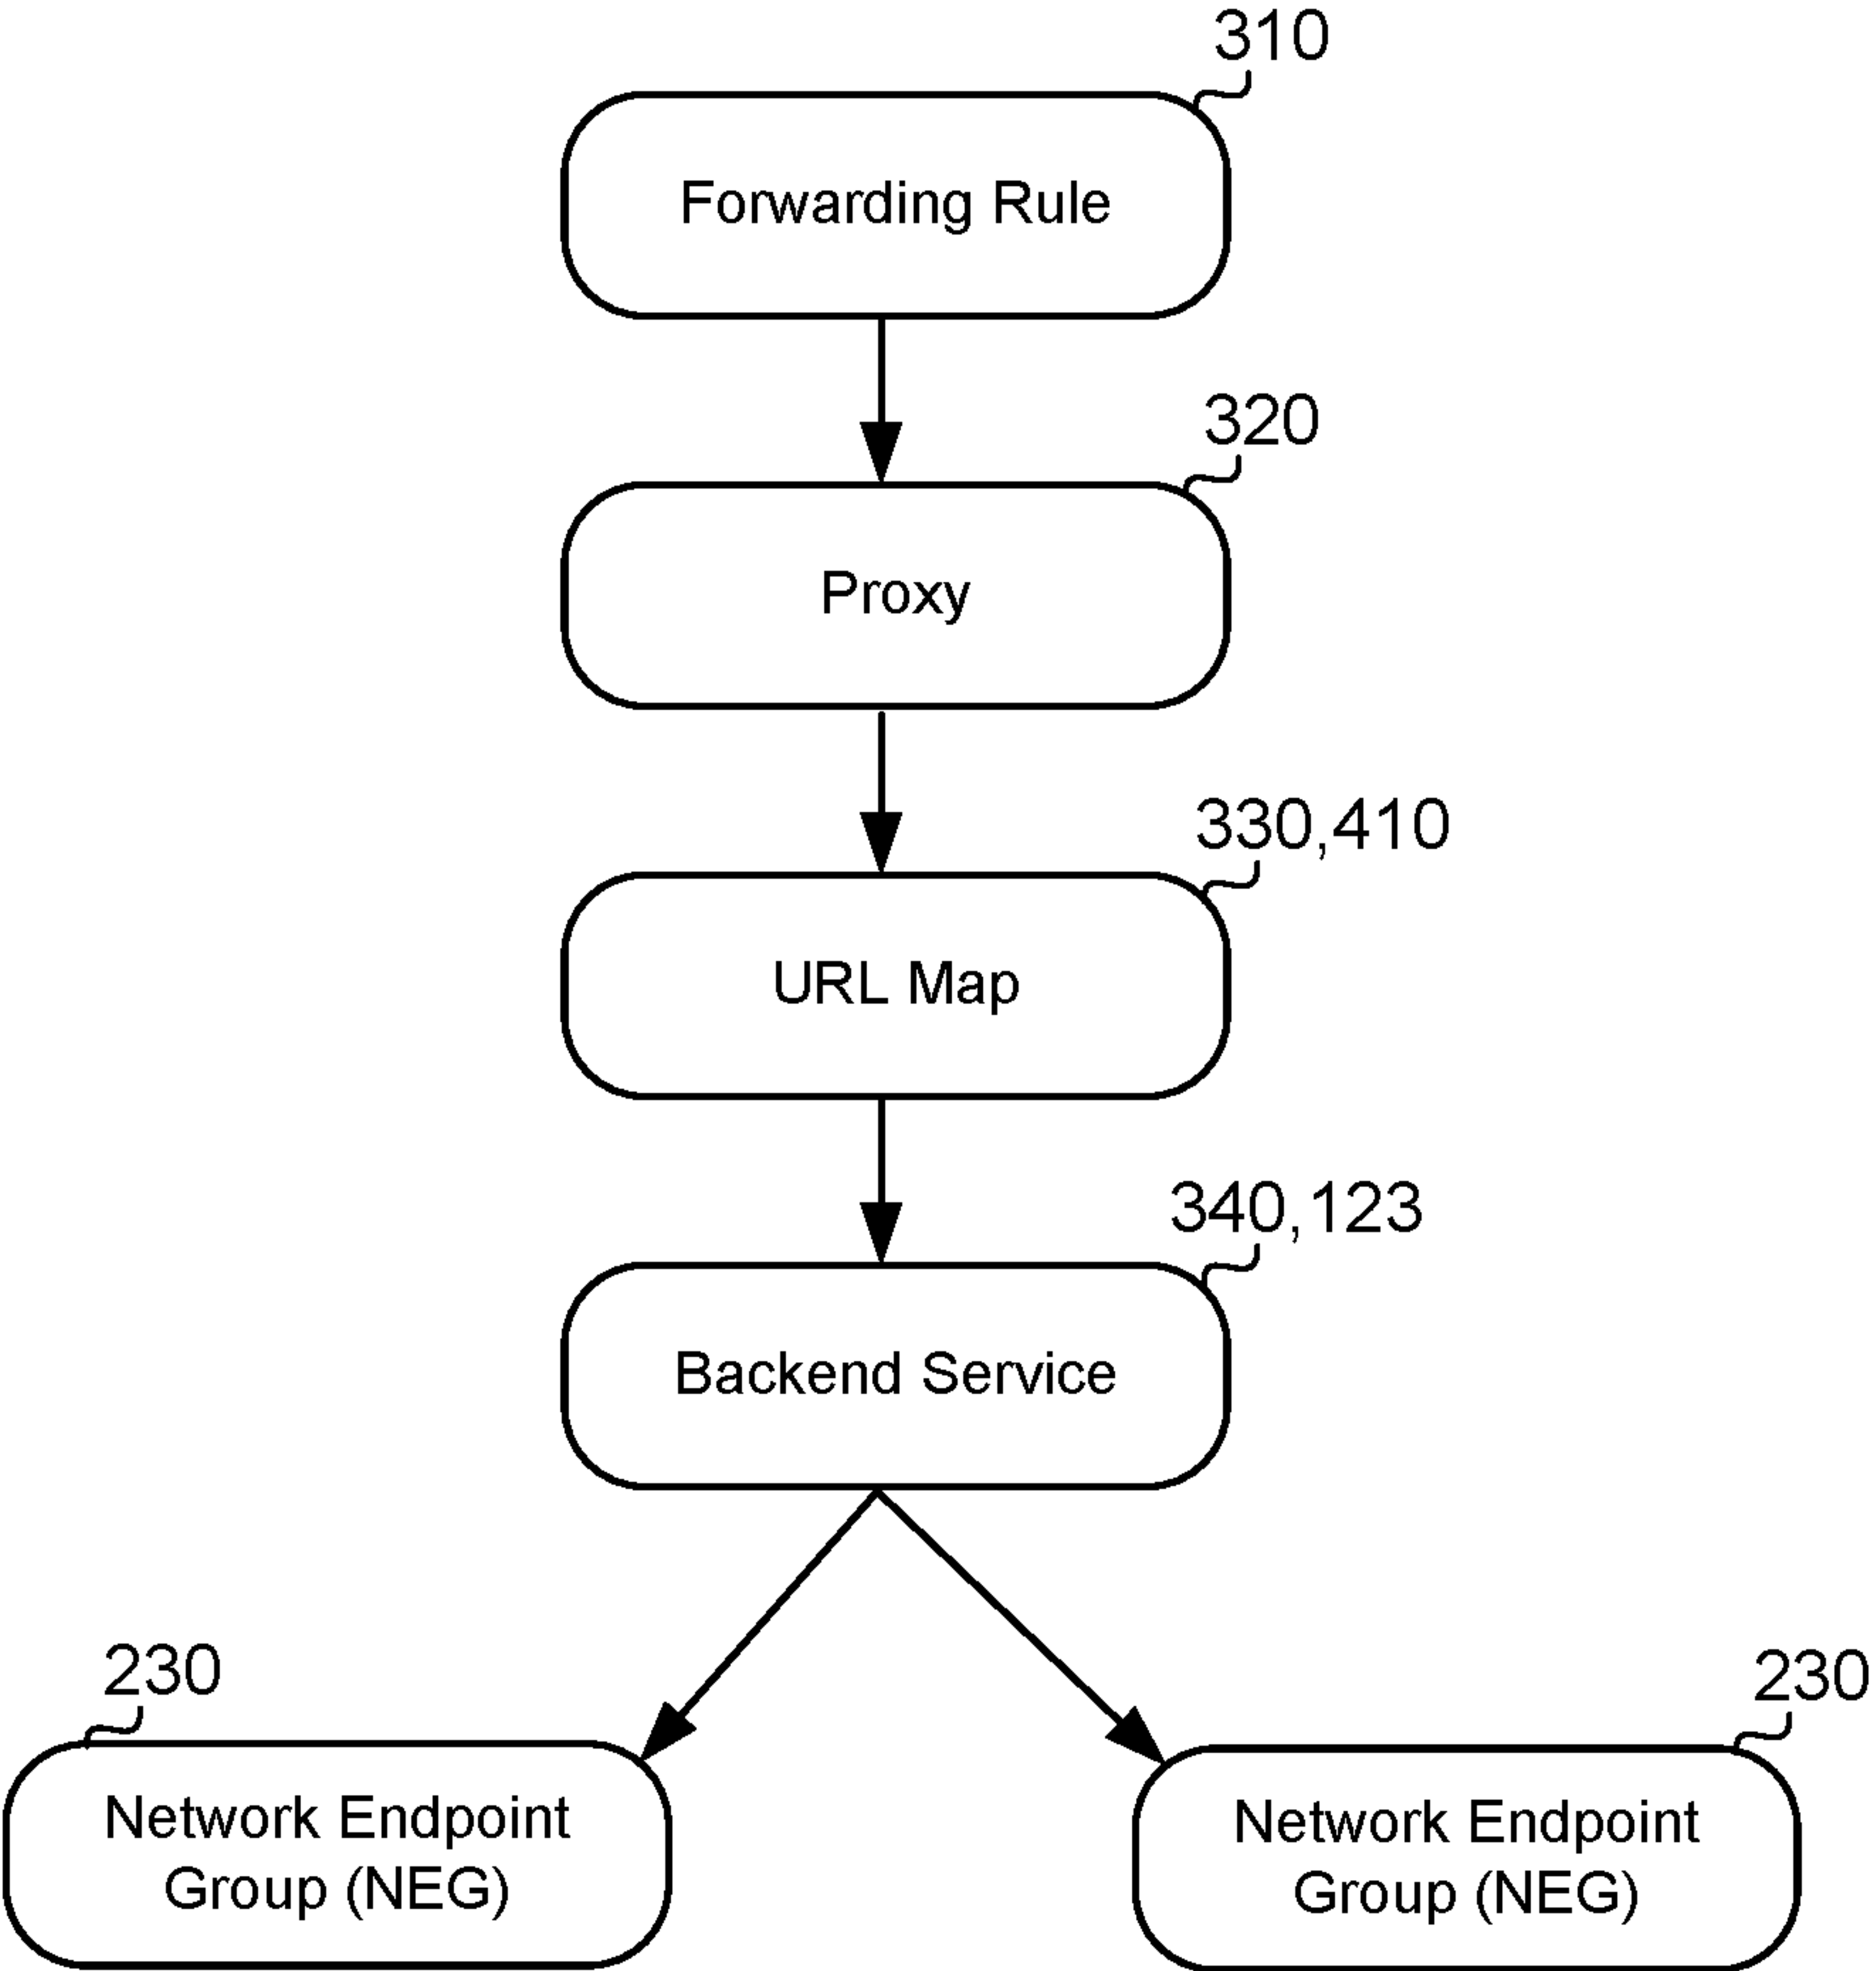 310
Forwarding Rule
320
Proxy
330,410
URL Map
340,123
Backend Service
230
Network Endpoint
Group (NEG)
230
Network Endpoint
Group (NEG)